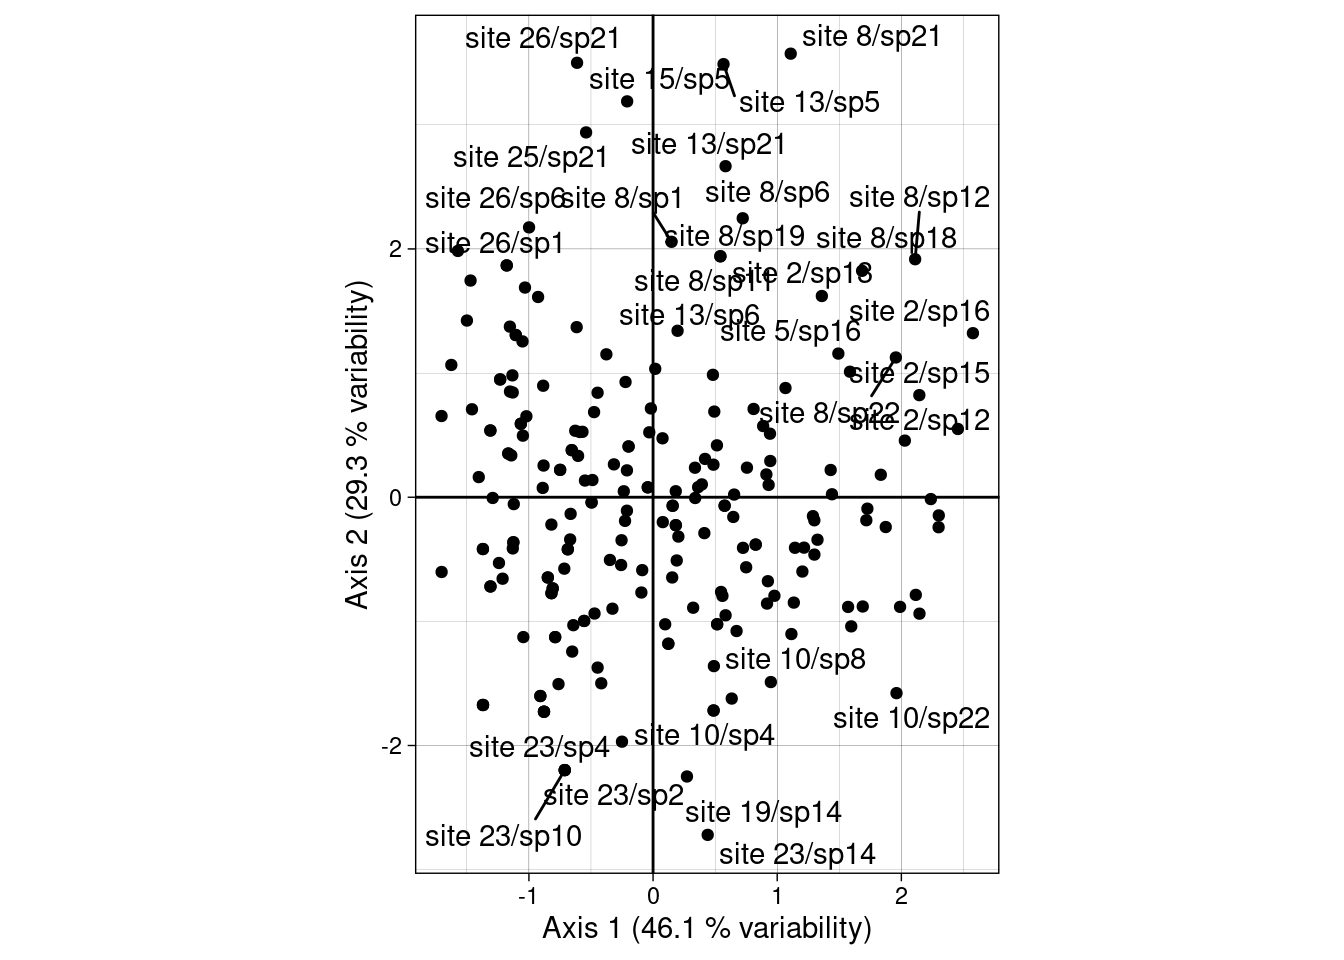 site 26/sp21
site 8/sp21
site 15/sp5
site 13/sp5
site 13/sp21
site 25/sp21
site 26/sp6
site 8/sp1
site 8/sp6
site 8/sp12
site 26/sp1
site 8/sp19
site 8/sp18
site 8/sp11
site 2/sp18
site 13/sp6
site 2/sp16
site 5/sp16
site 2/sp15
site 8/sp22
site 2/sp12
site 10/sp8
site 10/sp22
site 10/sp4
site 23/sp4
site 23/sp2
site 19/sp14
site 23/sp10
site 23/sp14
2
0
-2
-1
0
1
2
Axis 1 (46.1 % variability)
Axis 2 (29.3 % variability)